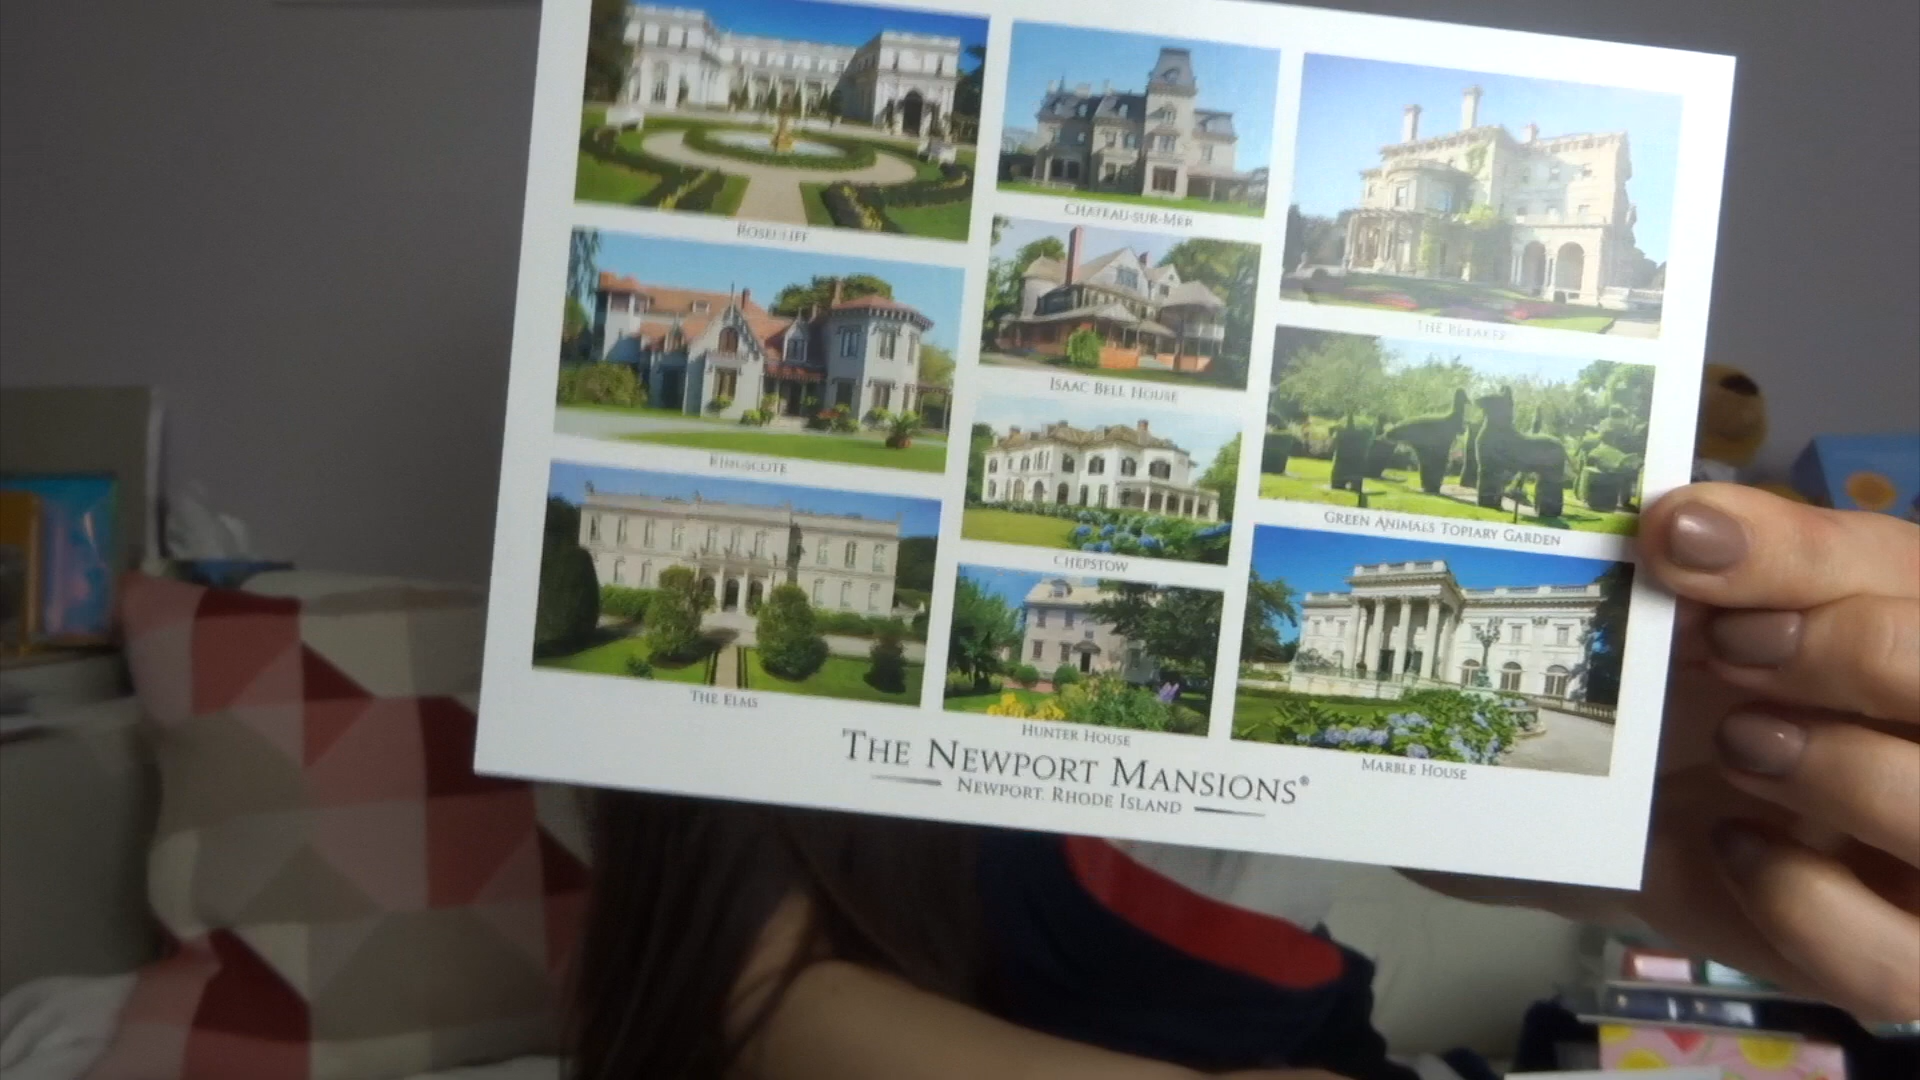 ROSECLIFF
CHATEAU-SUR-MER
THE BREAKERS
KINGSCOTE
ISAAC BELL HOUSE
GREEN ANIMALS TOPIARY GARDEN
CHEPSTOW
THE ELMS
HUNTER HOUSE
MARBLE HOUSE
THE NEWPORT MANSIONS®
NEWPORT, RHODE ISLAND